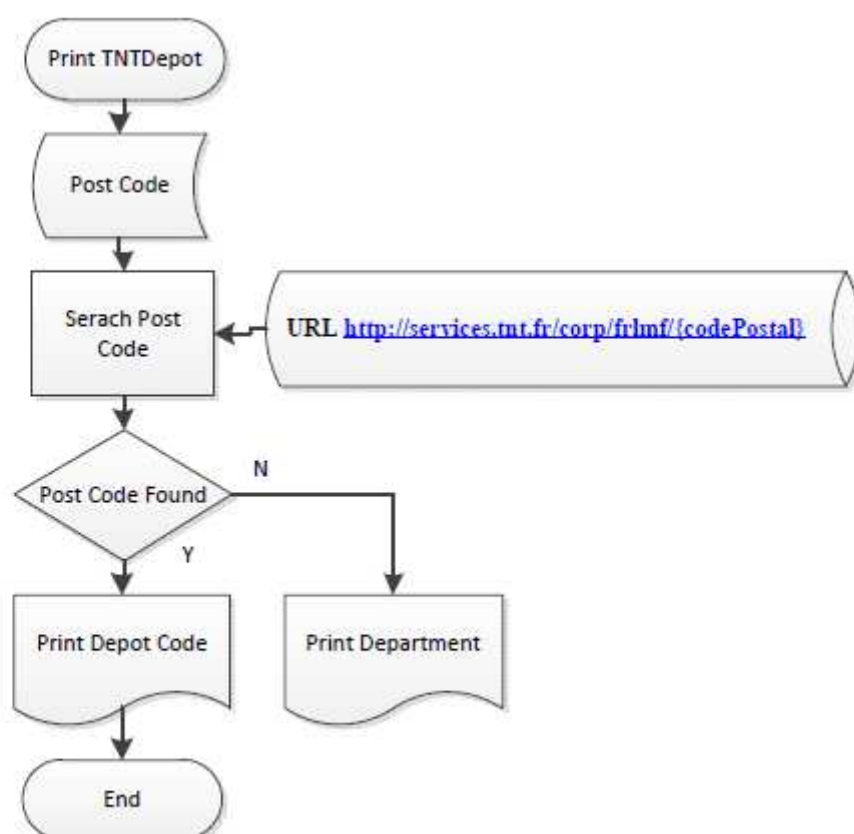 Print TNTDepot
Post Code
Serach Post
Code
URL http://services.tnt.fr/corp/frhmf/{codePostal}
Post Code Found
N
Y
Print Depot Code
Print Department
End